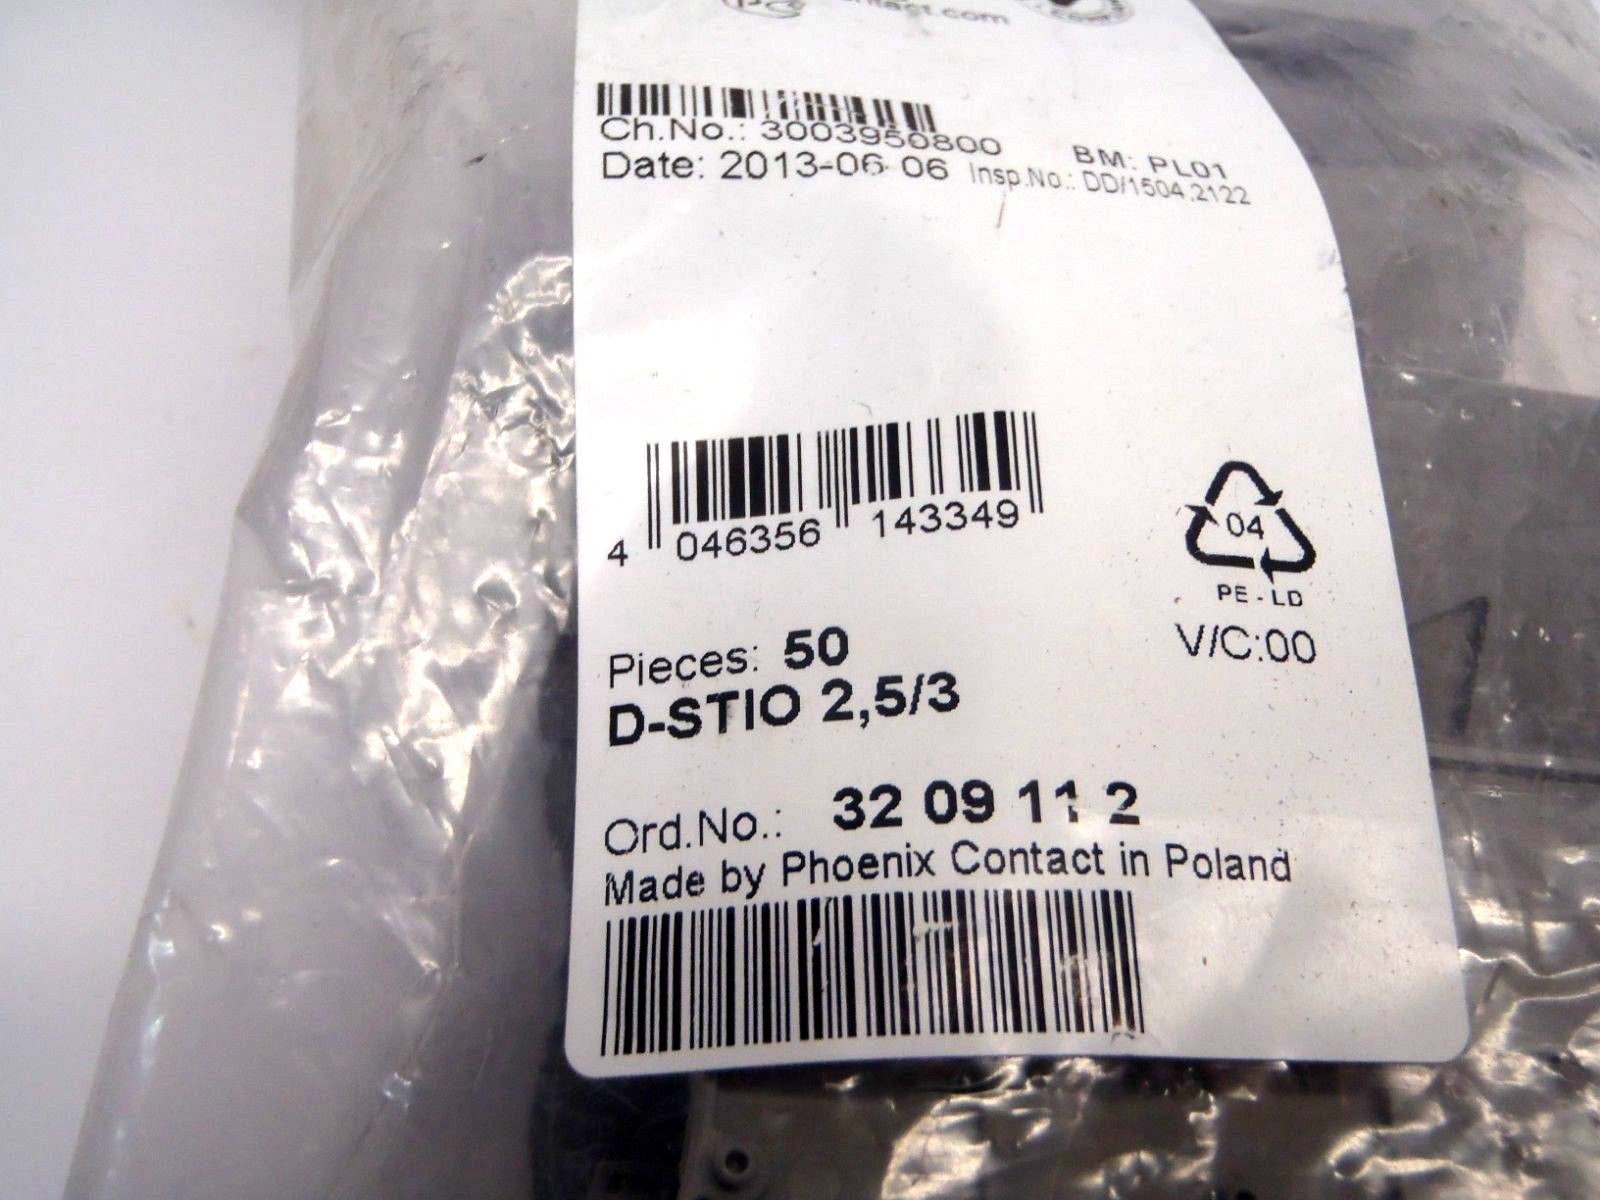 Ch.No.: 3003950800 BM: PL01
Date: 2013-06-06 Insp.No.: DD/1504.2122
4 046356 143349
04
PE-LD
V/C:00
Pieces: 50
D-STIO 2,5/3
Ord.No.: 32 09 11 2
Made by Phoenix Contact in Poland